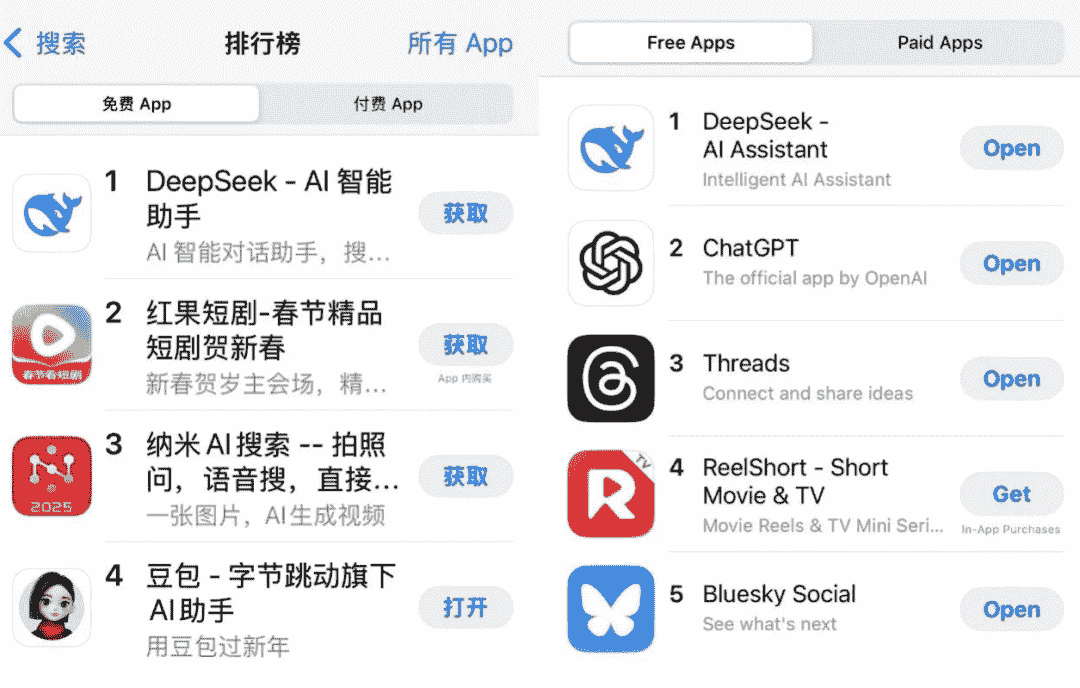 搜索
排行榜
所有 App
免费 App
付费 App
1
DeepSeek - AI 智能
助手
AI 智能对话助手，搜...
获取
2
红果短剧-春节精品
短剧贺新春
新春贺岁主会场，精...
获取
App 内购买
春节看短剧
3
纳米AI搜索 -- 拍照
问，语音搜，直接...
一张图片，AI生成视频
获取
2025
4
豆包 - 字节跳动旗下
AI助手
用豆包过新年
打开
Free Apps
Paid Apps
1
DeepSeek -
AI Assistant
Intelligent AI Assistant
Open
2
ChatGPT
The official app by OpenAI
Open
3
Threads
Connect and share ideas
Open
4
ReelShort - Short
Movie & TV
Movie Reels & TV Mini Seri...
Get
In-App Purchases
TV
5
Bluesky Social
See what's next
Open